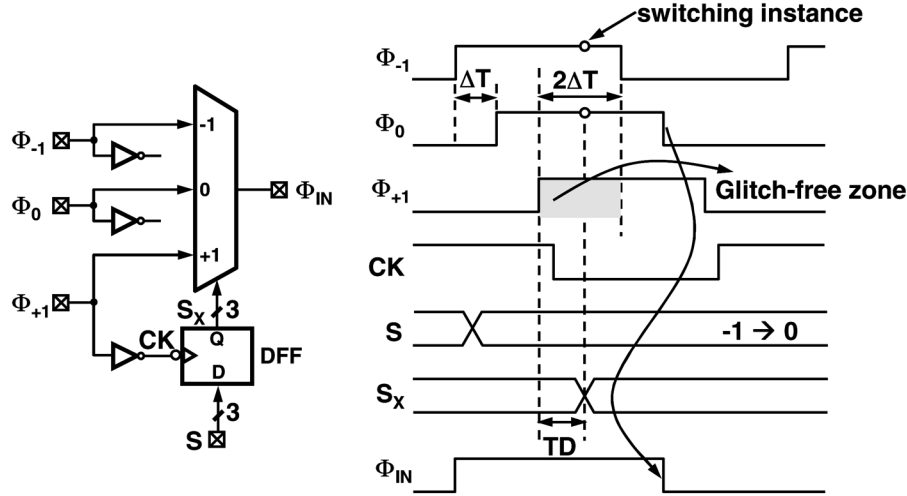 switching instance
Φ-1
ΔT
2ΔT
Φ0
Φ+1
Glitch-free zone
CK
S
-1 → 0
SX
TD
ΦIN
Φ-1
-1
Φ0
0
ΦIN
Φ+1
+1
SX
3
CK
Q
DFF
D
3
S